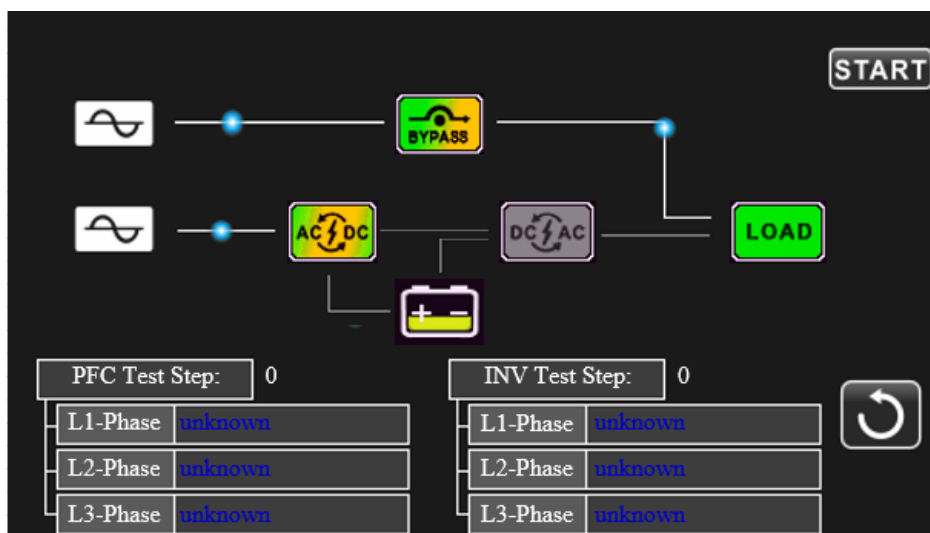 START
BYPASS
AC DC
DC AC
LOAD
+ -
PFC Test Step: 0
L1-Phase unknown
L2-Phase unknown
L3-Phase unknown
INV Test Step: 0
L1-Phase unknown
L2-Phase unknown
L3-Phase unknown